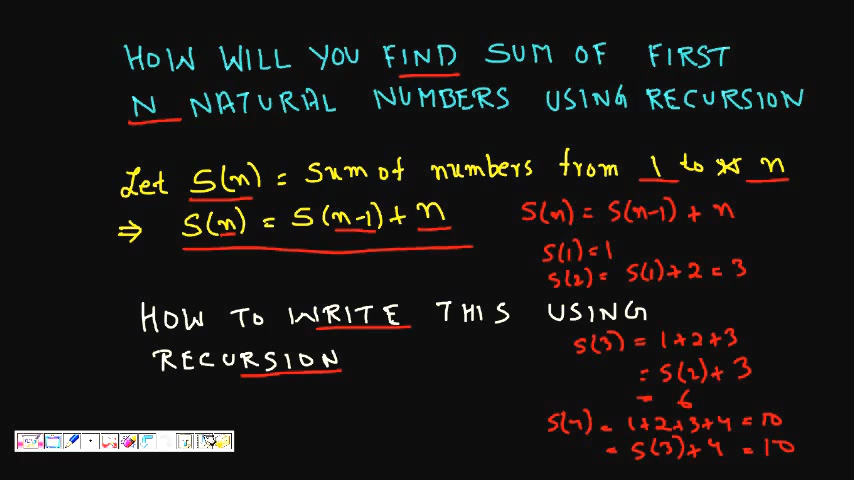 HOW WILL YOU FIND SUM OF FIRST
N NATURAL NUMBERS USING RECURSION
Let S(n) = Sum of numbers from 1 to n
⇒ S(n) = S(n-1) + n
S(n) = S(n-1) + n
S(1) = 1
S(2) = S(1) + 2 = 3
HOW TO WRITE THIS USING
RECURSION
S(3) = 1+2+3
= S(2) + 3
= 6
S(4) = 1+2+3+4 = 10
= S(3) + 4 = 10